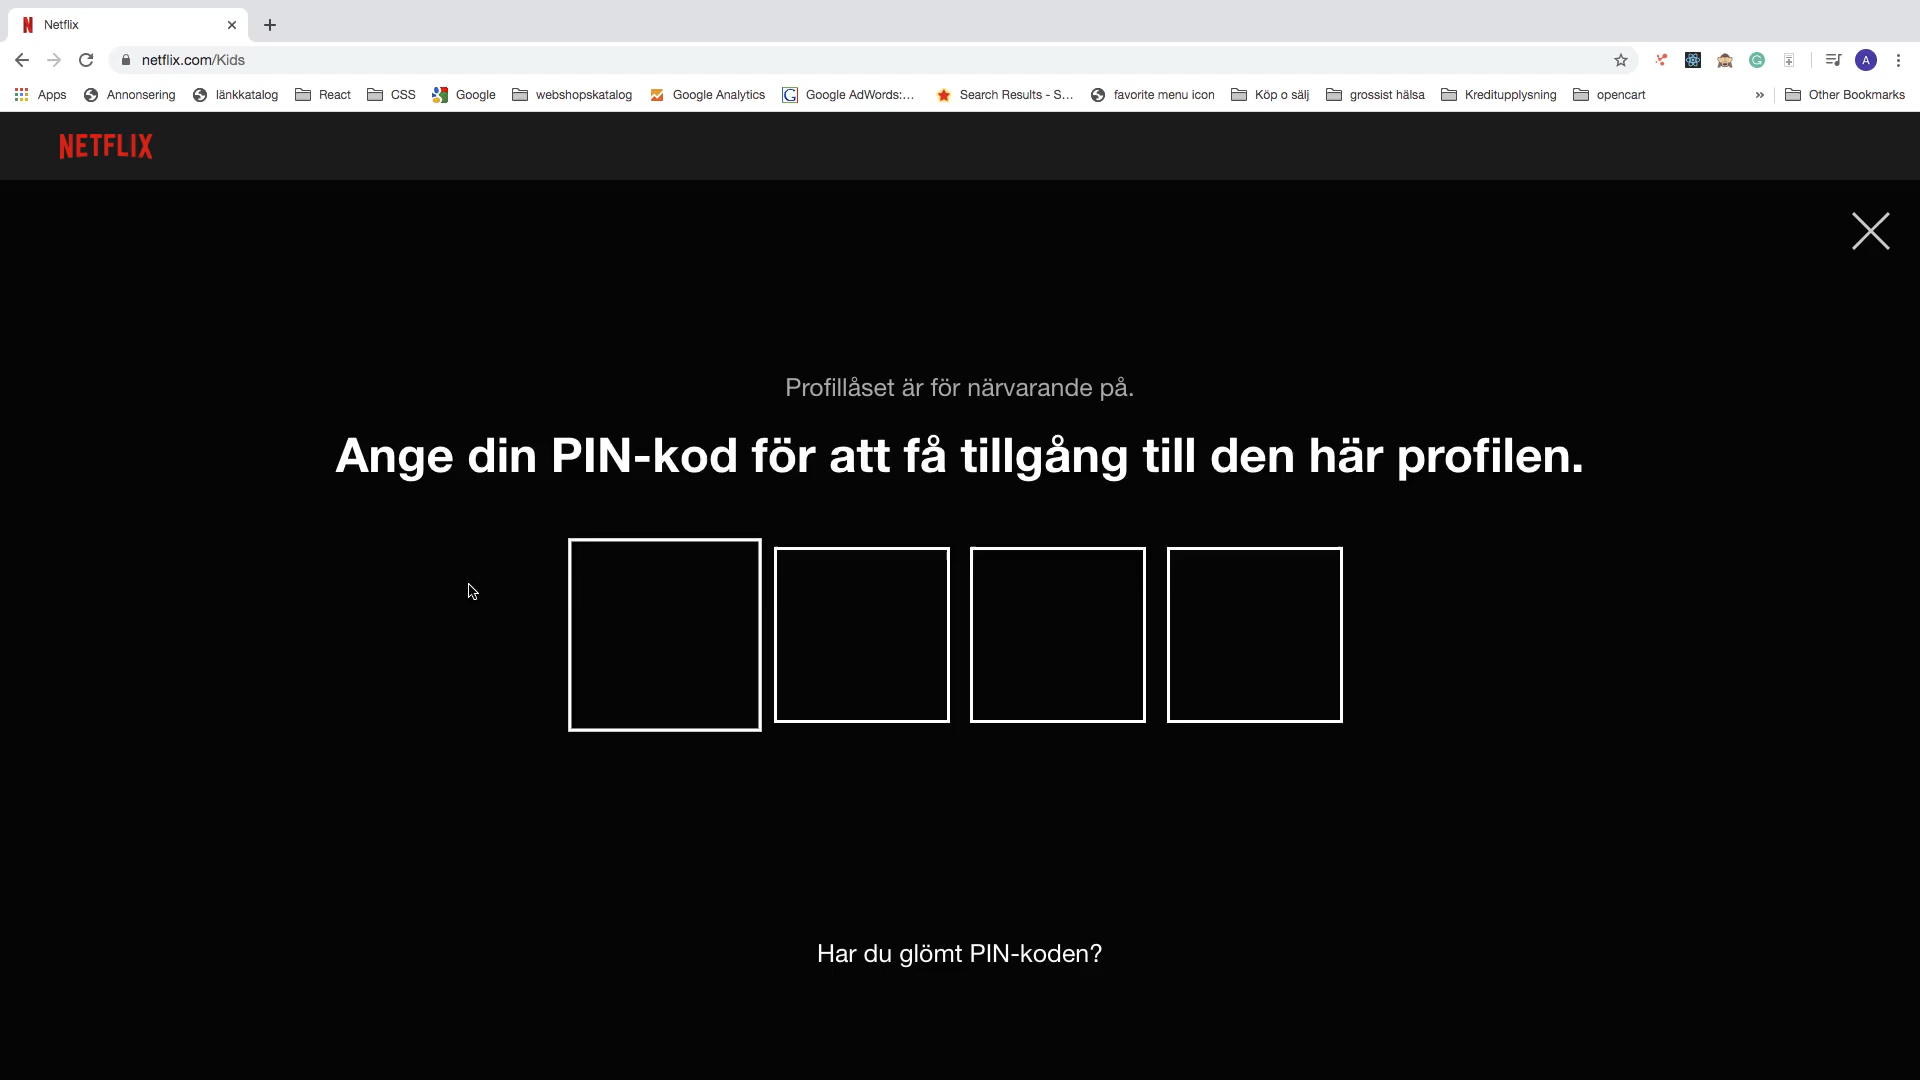 Netflix
netflix.com/Kids
A
Apps Annonsering länkkatalog React CSS Google webshopskatalog Google Analytics Google AdWords:... Search Results - S... favorite menu icon Köp o sälj grossist hälsa Kreditupplysning opencart » Other Bookmarks
NETFLIX
Profillåset är för närvarande på.
Ange din PIN-kod för att få tillgång till den här profilen.
Har du glömt PIN-koden?